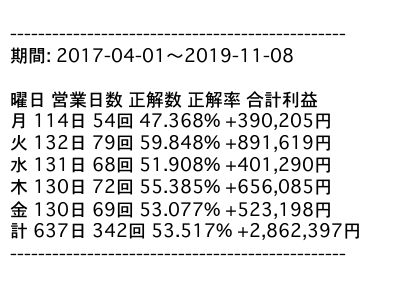 ------------------------------------------------
期間: 2017-04-01〜2019-11-08
曜日 営業日数 正解数 正解率 合計利益
月 114日 54回 47.368% +390,205円
火 132日 79回 59.848% +891,619円
水 131日 68回 51.908% +401,290円
木 130日 72回 55.385% +656,085円
金 130日 69回 53.077% +523,198円
計 637日 342回 53.517% +2,862,397円
------------------------------------------------